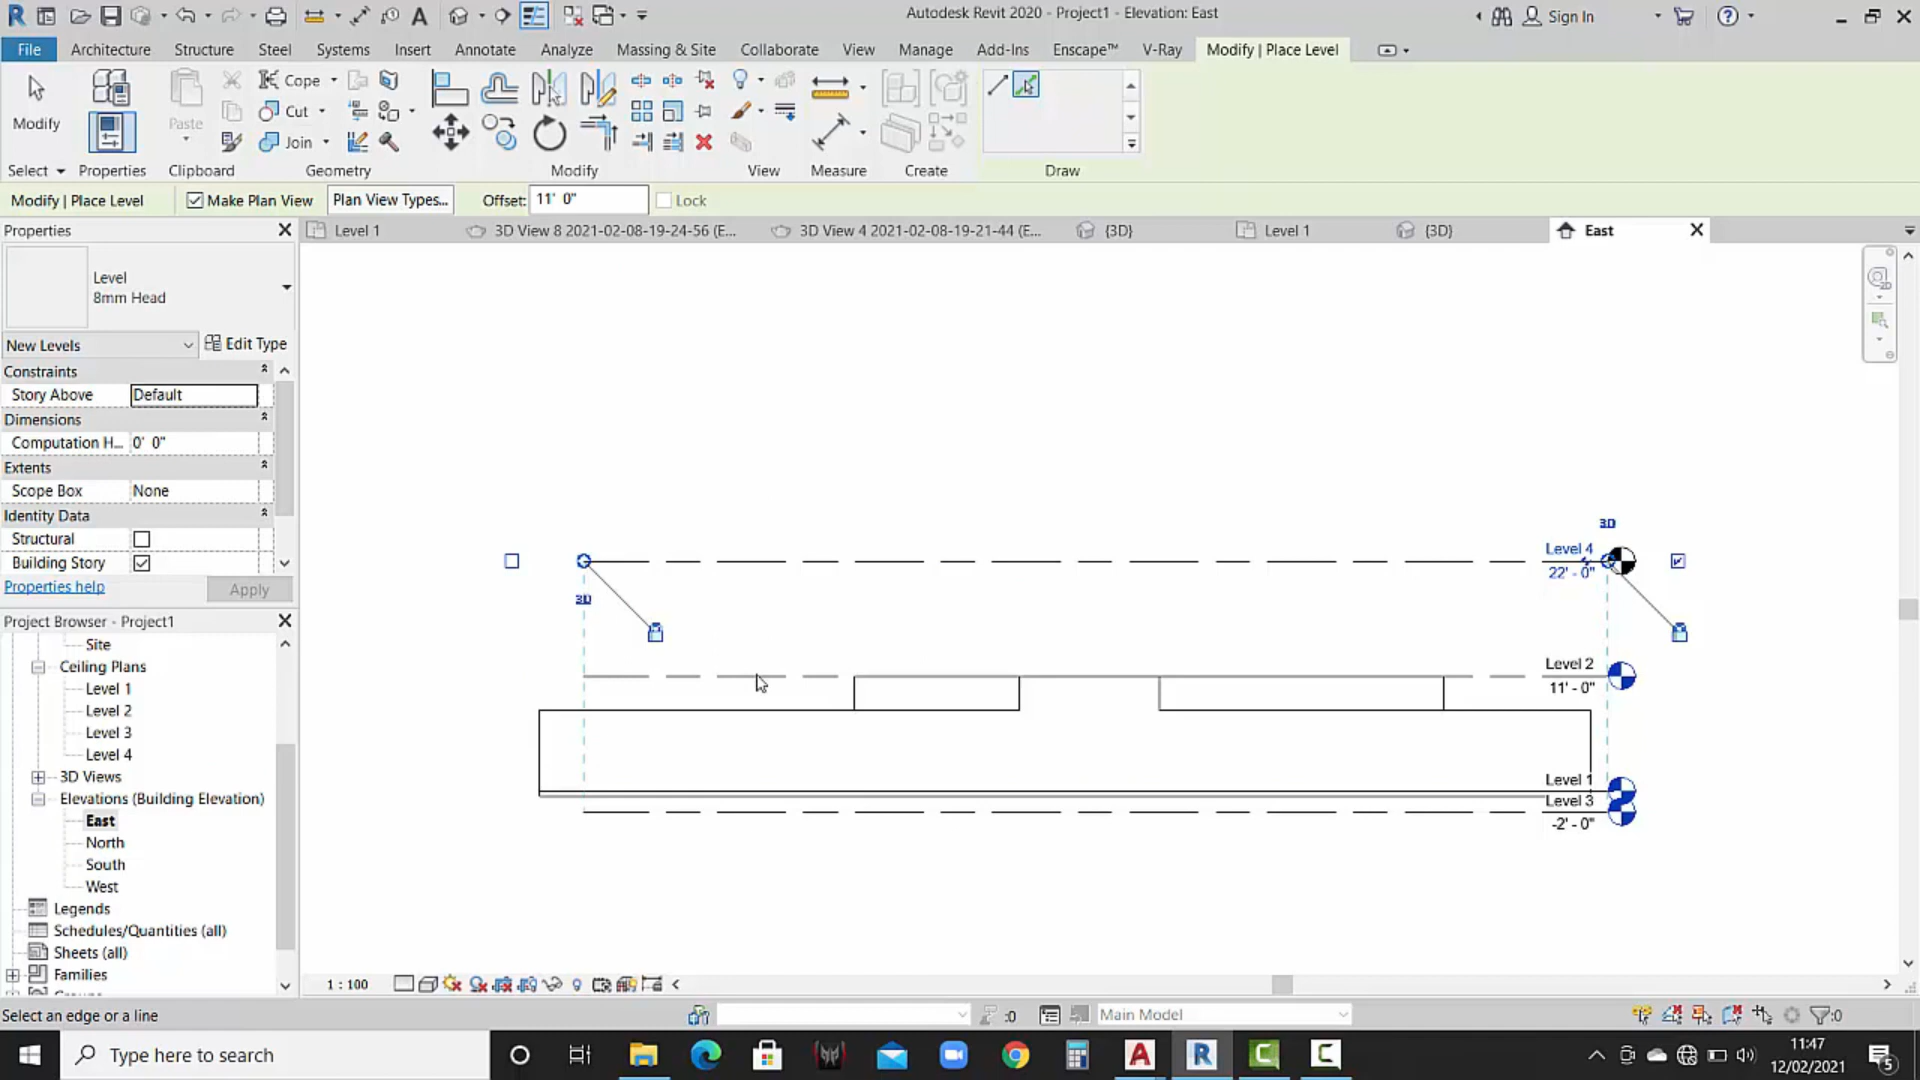 Autodesk Revit 2020 - Project1 - Elevation: East
Sign In
File
Architecture
Structure
Steel
Systems
Insert
Annotate
Analyze
Massing & Site
Collaborate
View
Manage
Add-Ins
Enscape™
V-Ray
Modify | Place Level
Modify
Paste
Cope
Cut
Join
Select
Properties
Clipboard
Geometry
Modify
View
Measure
Create
Draw
Modify | Place Level
Make Plan View
Plan View Types...
Offset:
11' 0"
Lock
Properties
Level 1
3D View 8 2021-02-08-19-24-56 (E...
3D View 4 2021-02-08-19-21-44 (E...
{3D}
Level 1
{3D}
East
Level
8mm Head
New Levels
Edit Type
Constraints
Story Above
Default
Dimensions
Computation H...
0' 0"
Extents
Scope Box
None
Identity Data
Structural
Building Story
Properties help
Apply
Project Browser - Project1
Site
Ceiling Plans
Level 1
Level 2
Level 3
Level 4
3D Views
Elevations (Building Elevation)
East
North
South
West
Legends
Schedules/Quantities (all)
Sheets (all)
Families
3D
Level 4
22' - 0"
3D
Level 2
11' - 0"
Level 1
Level 3
-2' - 0"
1 : 100
Select an edge or a line
:0
Main Model
:0
Type here to search
11:47
12/02/2021
5